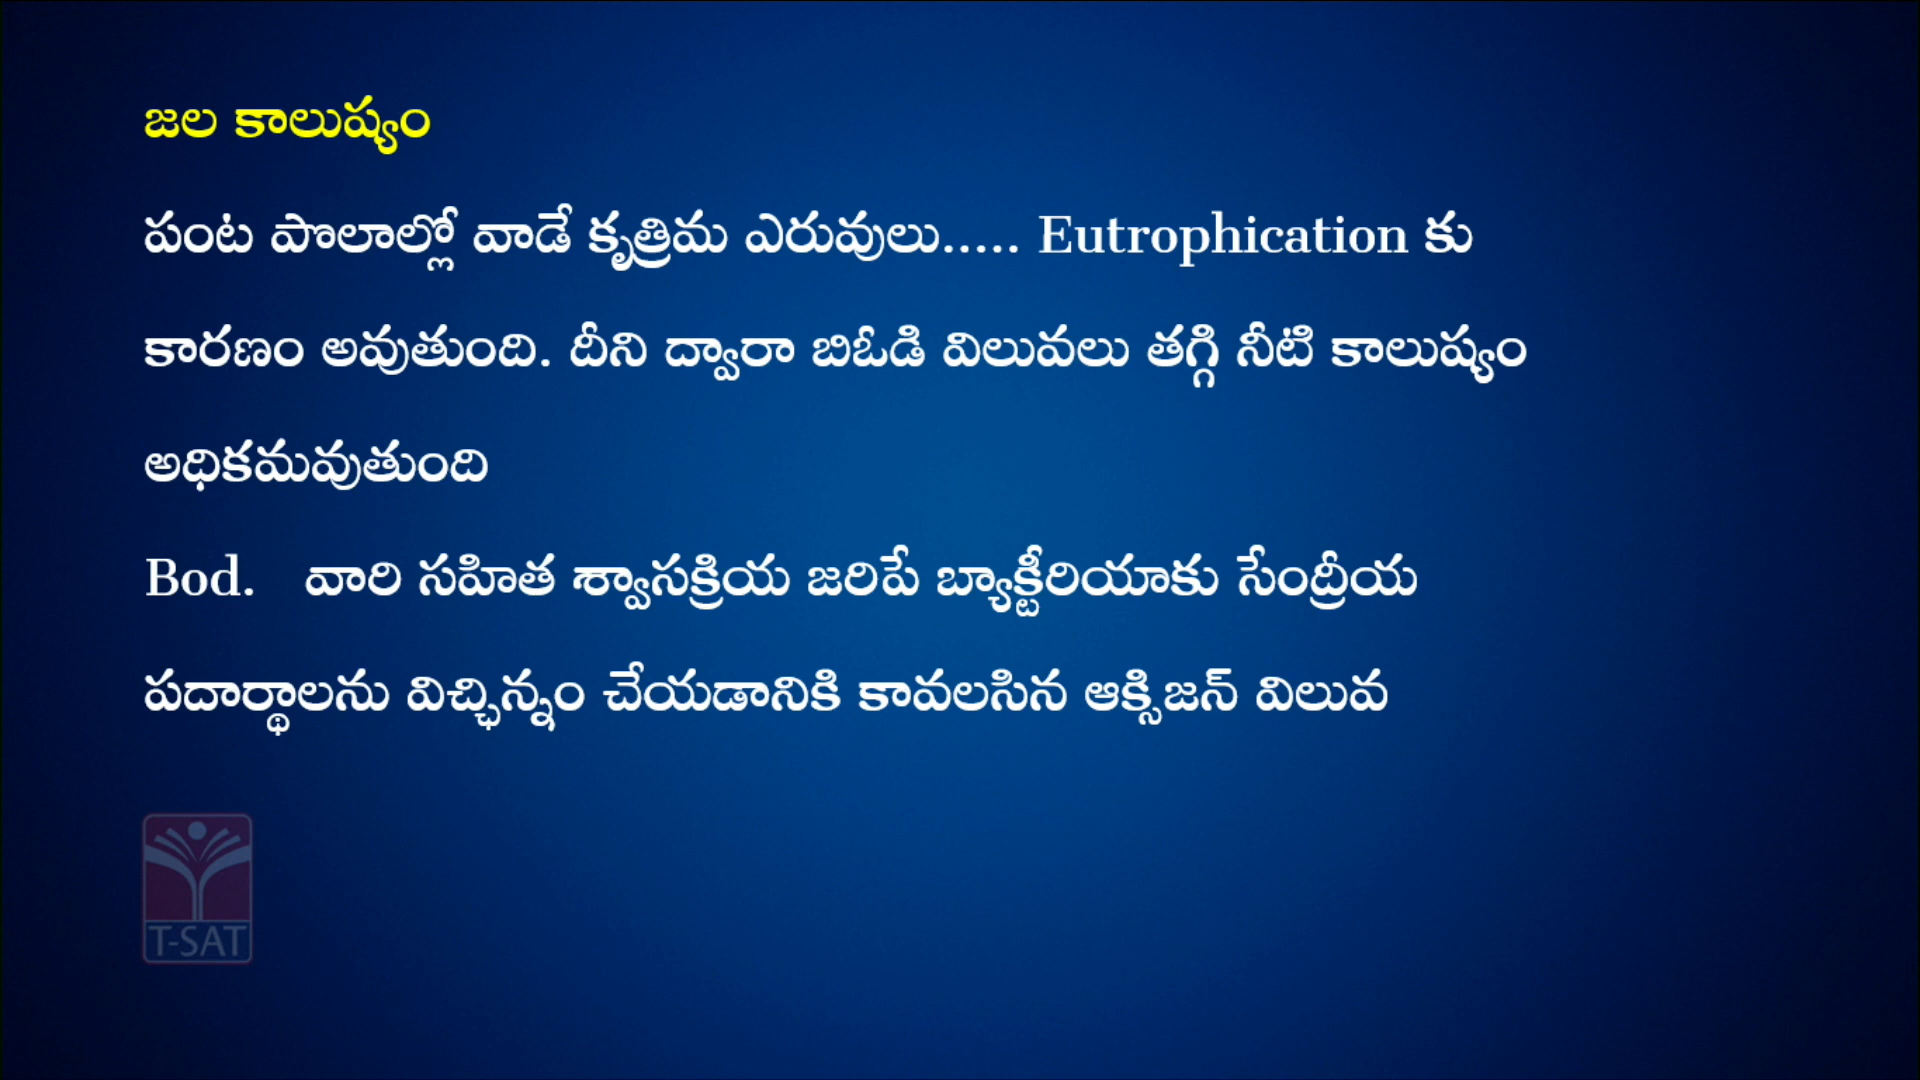 జల కాలుష్యం
పంట పొలాల్లో వాడే కృత్రిమ ఎరువులు..... Eutrophication కు
కారణం అవుతుంది. దీని ద్వారా బిఓడి విలువలు తగ్గి నీటి కాలుష్యం
అధికమవుతుంది
Bod. వారి సహిత శ్వాసక్రియ జరిపే బ్యాక్టీరియాకు సేంద్రీయ
పదార్థాలను విచ్ఛిన్నం చేయడానికి కావలసిన ఆక్సిజన్ విలువ
T-SAT